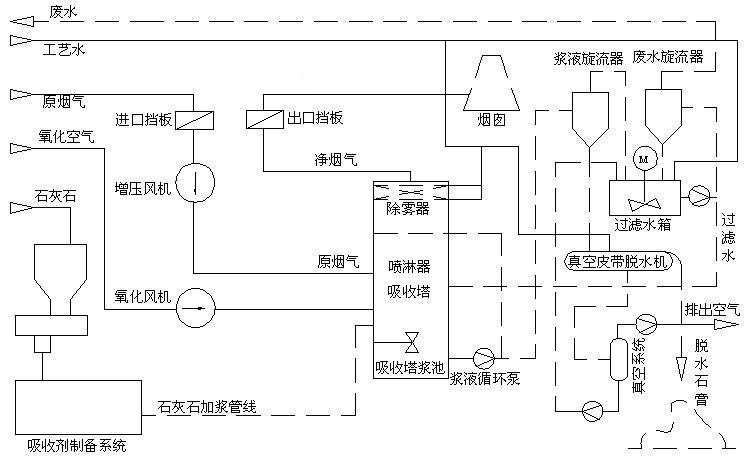 废水
工艺水
浆液旋流器
废水旋流器
原烟气
进口挡板
出口挡板
烟囱
氧化空气
净烟气
M
增压风机
石灰石
除雾器
过滤水箱
过滤水
原烟气
喷淋器
真空皮带脱水机
氧化风机
吸收塔
排出空气
真空系统
脱水石膏
吸收塔浆池
浆液循环泵
石灰石加浆管线
吸收剂制备系统